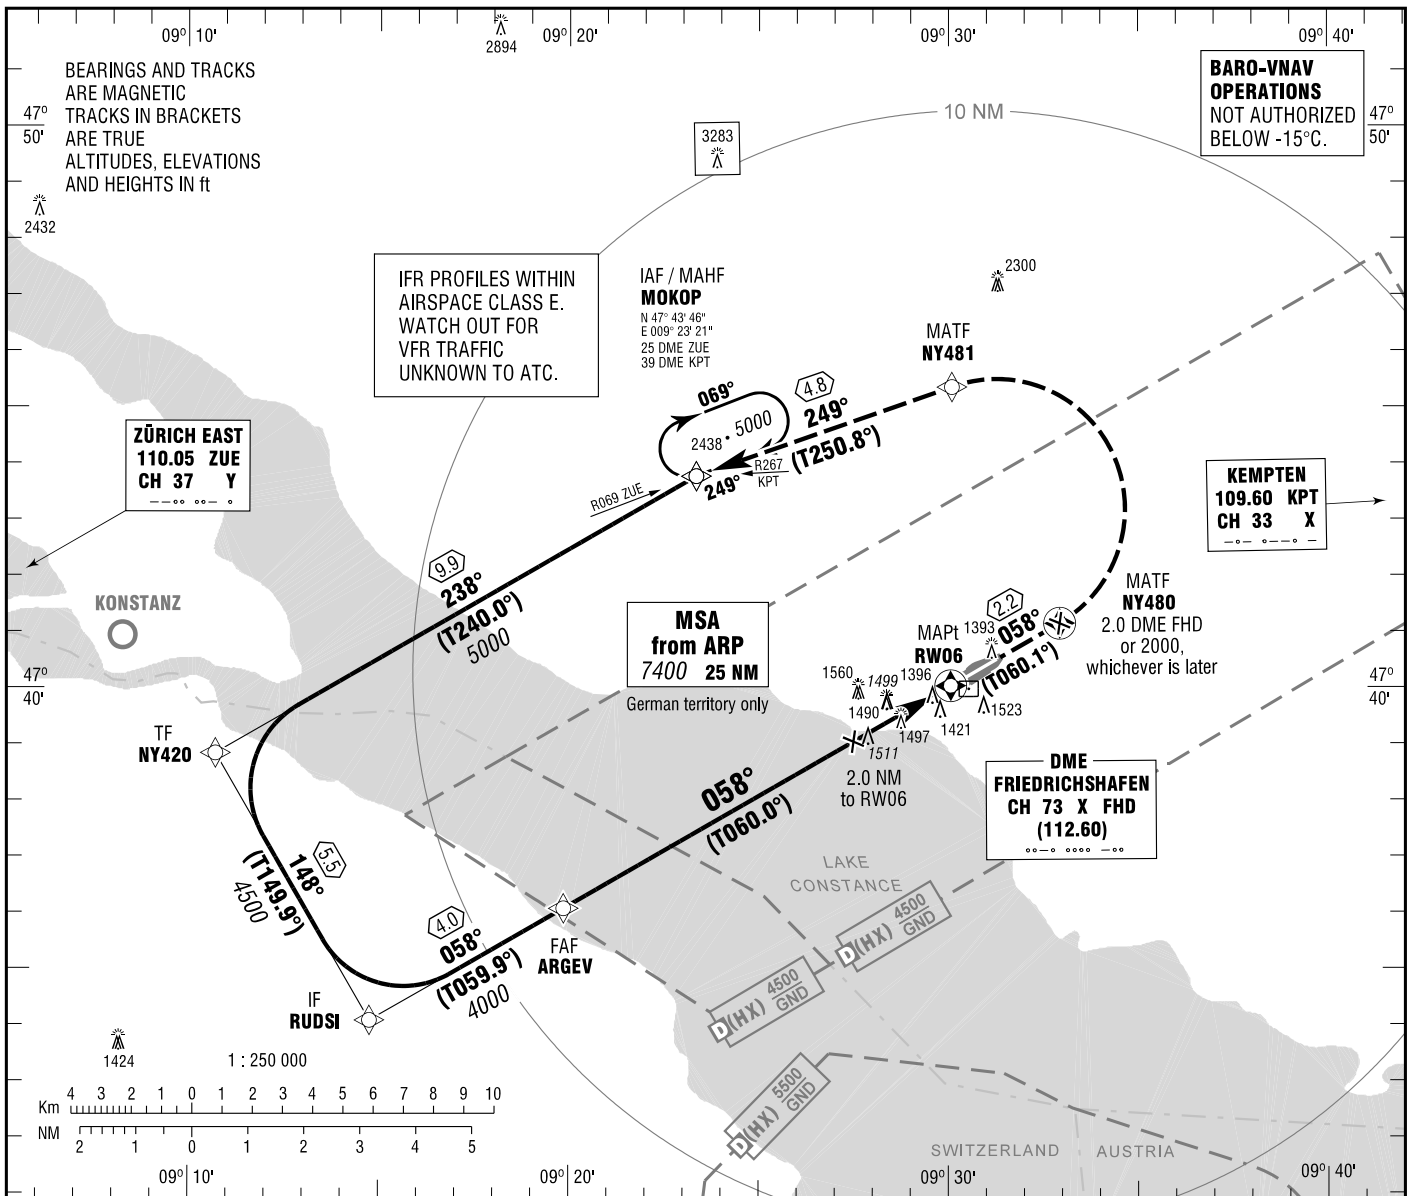 09° 10'
09° 20'
09° 30'
09° 40'
2894
BEARINGS AND TRACKS
ARE MAGNETIC
TRACKS IN BRACKETS
ARE TRUE
ALTITUDES, ELEVATIONS
AND HEIGHTS IN ft
47°
50'
2432
3283
10 NM
BARO-VNAV
OPERATIONS
NOT AUTHORIZED
BELOW -15°C.
47°
50'
IFR PROFILES WITHIN
AIRSPACE CLASS E.
WATCH OUT FOR
VFR TRAFFIC
UNKNOWN TO ATC.
IAF / MAHF
MOKOP
N 47° 43' 46"
E 009° 23' 21"
25 DME ZUE
39 DME KPT
2300
MATF
NY481
069°
4.8
249°
(T250.8°)
2438
5000
249°
R267
KPT
R069 ZUE
ZÜRICH EAST
110.05 ZUE
CH 37 Y
KEMPTEN
109.60 KPT
CH 33 X
KONSTANZ
9.9
238°
(T240.0°)
5000
MSA
from ARP
7400 25 NM
German territory only
MATF
NY480
2.0 DME FHD
or 2000,
whichever is later
2.2
058°
(T060.1°)
MAPt
RW06
1393
1560
1499
1396
1490
1497
1421
1523
1511
2.0 NM
to RW06
47°
40'
47°
40'
TF
NY420
DME
FRIEDRICHSHAFEN
CH 73 X FHD
(112.60)
058°
(T060.0°)
5.5
148°
(T149.9°)
4500
LAKE
CONSTANCE
4.0
058°
(T059.9°)
4000
FAF
ARGEV
D(HX) 4500
GND
D(HX) 4500
GND
D(HX) 5500
GND
IF
RUDSI
1424
1 : 250 000
Km 4 3 2 1 0 1 2 3 4 5 6 7 8 9 10
NM 2 1 0 1 2 3 4 5
SWITZERLAND
AUSTRIA
09° 10'
09° 20'
09° 30'
09° 40'